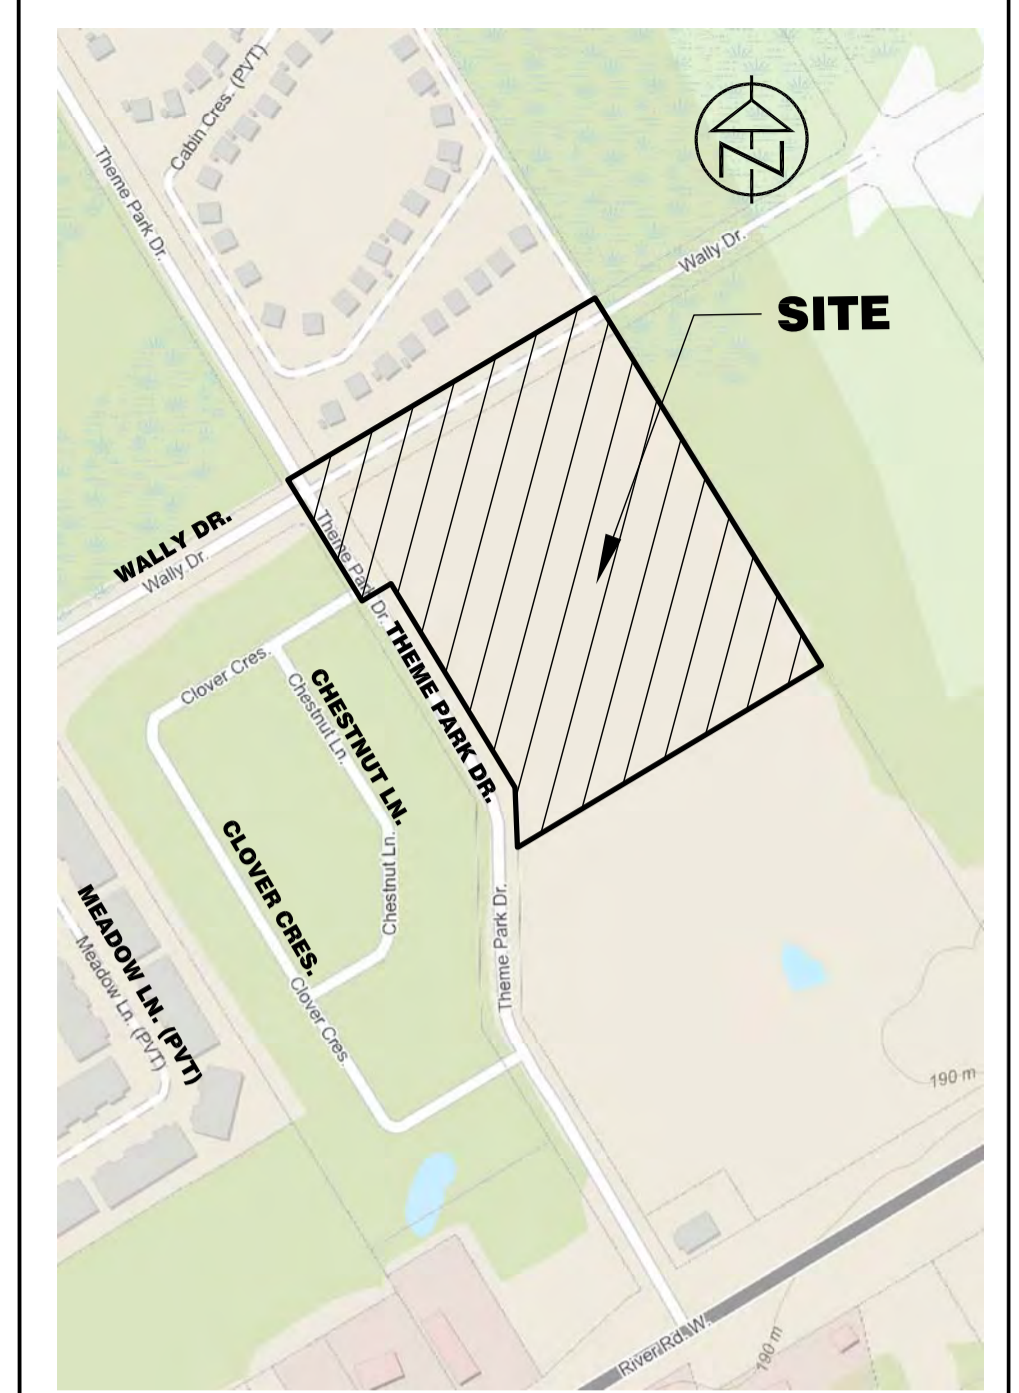 Cabin Cres. (PVT)
Theme Park Dr.
N
Wally Dr.
SITE
WALLY DR.
Wally Dr.
Theme Park Dr.
THEME PARK DR.
Clover Cres.
CHESTNUT LN.
Chestnut Ln.
Chestnut Ln.
CLOVER CRES.
Clover Cres.
MEADOW LN. (PVT)
Meadow Ln. (PVT)
Theme Park Dr.
190 m
River Rd. W.
190 m